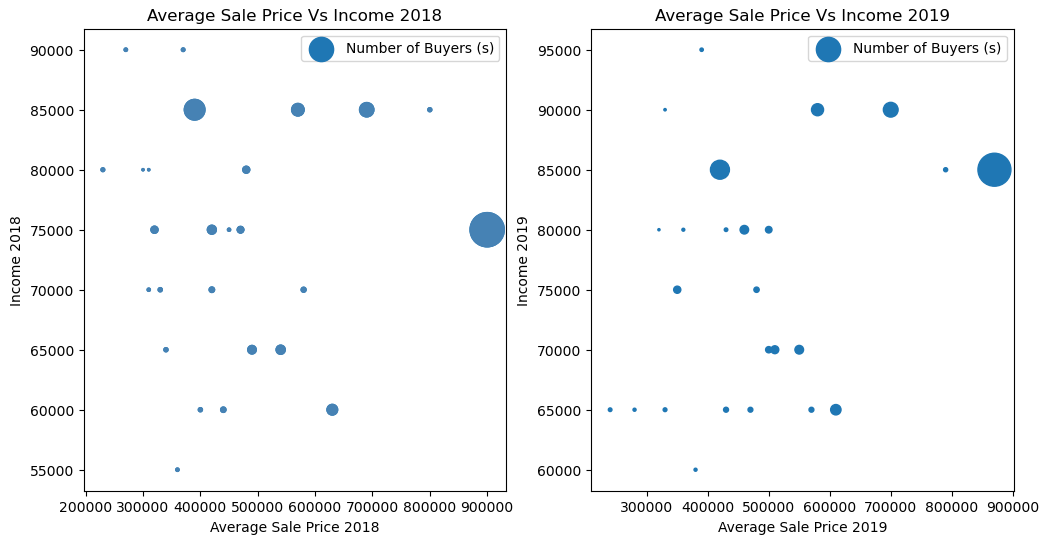 Average Sale Price Vs Income 2018
Number of Buyers (s)
Income 2018
90000
85000
80000
75000
70000
65000
60000
55000
200000 300000 400000 500000 600000 700000 800000 900000
Average Sale Price 2018
Average Sale Price Vs Income 2019
Number of Buyers (s)
Income 2019
95000
90000
85000
80000
75000
70000
65000
60000
300000 400000 500000 600000 700000 800000 900000
Average Sale Price 2019